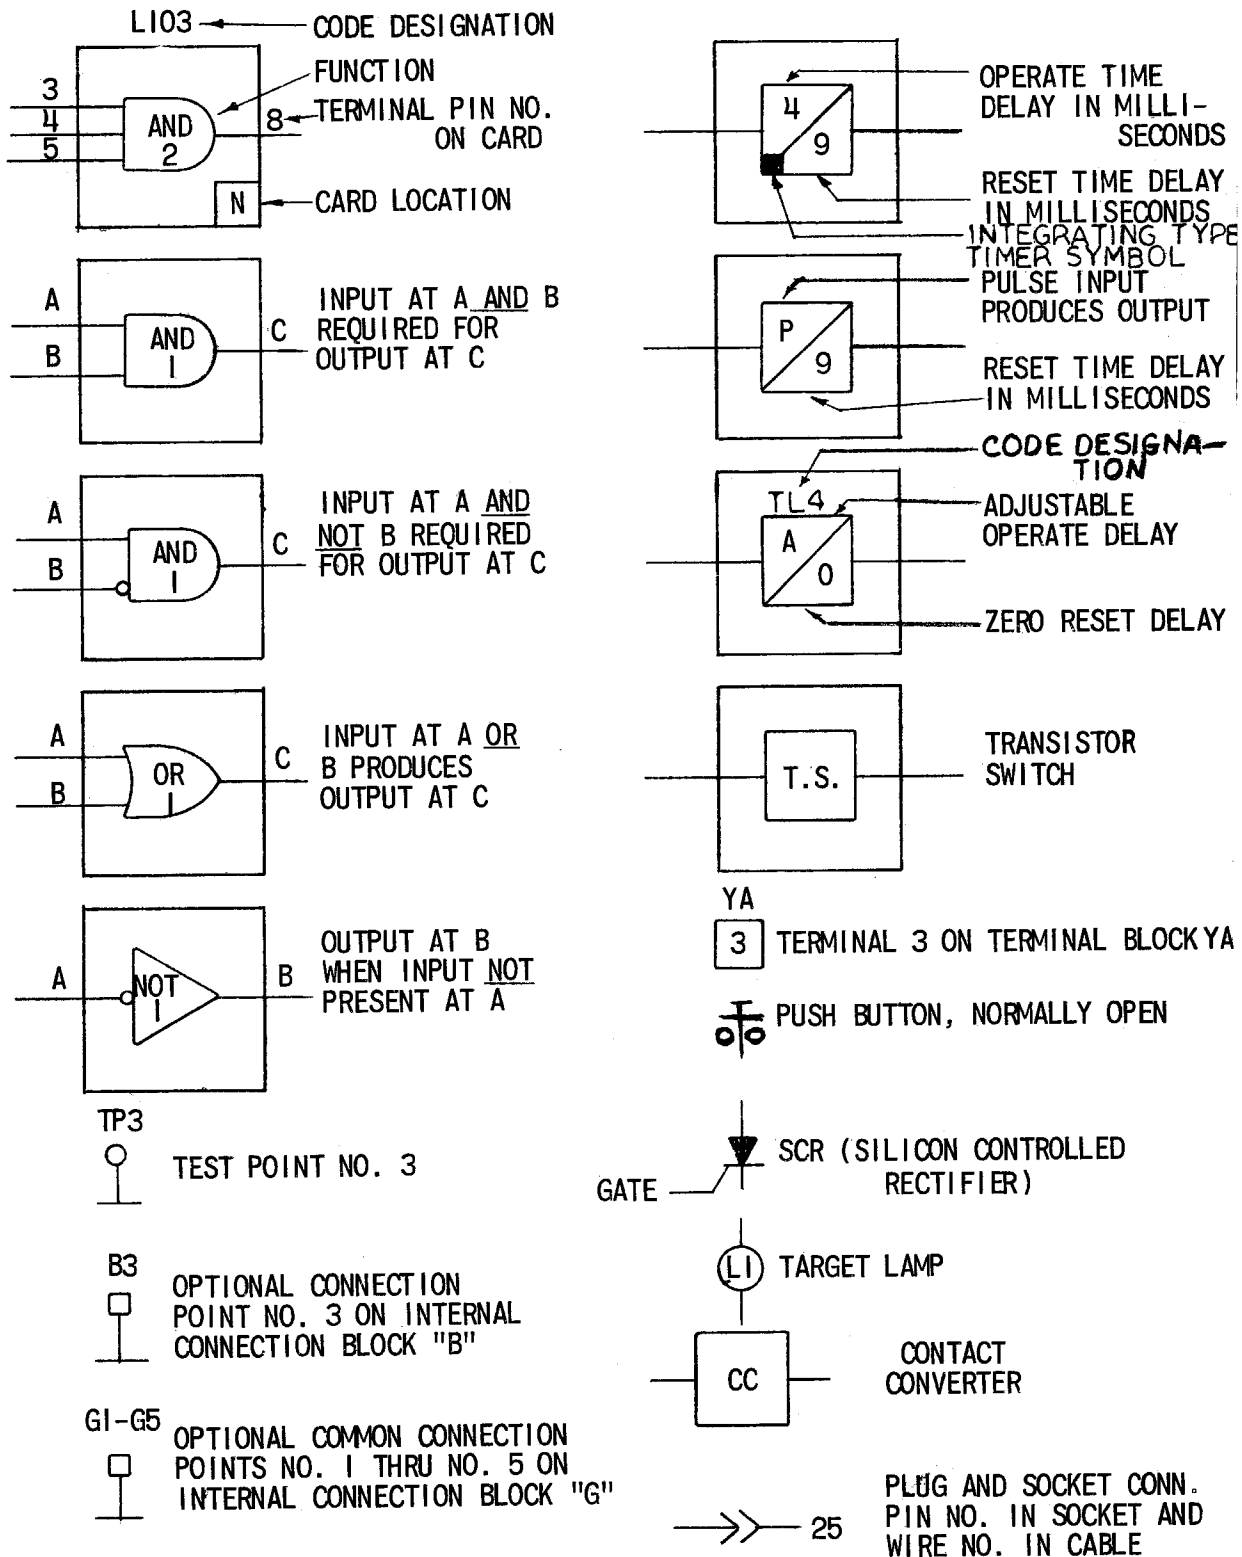 L103
CODE DESIGNATION
FUNCTION
3
4
5
AND
2
8
TERMINAL PIN NO.
ON CARD
N
CARD LOCATION
A
B
AND
1
C
INPUT AT A AND B
REQUIRED FOR
OUTPUT AT C
A
B
AND
1
C
INPUT AT A AND
NOT B REQUIRED
FOR OUTPUT AT C
A
B
OR
1
C
INPUT AT A OR
B PRODUCES
OUTPUT AT C
A
NOT
1
B
OUTPUT AT B
WHEN INPUT NOT
PRESENT AT A
TP3
TEST POINT NO. 3
B3
OPTIONAL CONNECTION
POINT NO. 3 ON INTERNAL
CONNECTION BLOCK "B"
G1-G5
OPTIONAL COMMON CONNECTION
POINTS NO. 1 THRU NO. 5 ON
INTERNAL CONNECTION BLOCK "G"
4
9
OPERATE TIME
DELAY IN MILLI-
SECONDS
RESET TIME DELAY
IN MILLISECONDS
INTEGRATING TYPE
TIMER SYMBOL
P
9
PULSE INPUT
PRODUCES OUTPUT
RESET TIME DELAY
IN MILLISECONDS
CODE DESIGNA-
TION
TL4
A
0
ADJUSTABLE
OPERATE DELAY
ZERO RESET DELAY
T.S.
TRANSISTOR
SWITCH
YA
3
TERMINAL 3 ON TERMINAL BLOCK YA
PUSH BUTTON, NORMALLY OPEN
SCR (SILICON CONTROLLED
RECTIFIER)
GATE
L1
TARGET LAMP
CC
CONTACT
CONVERTER
25
PLUG AND SOCKET CONN.
PIN NO. IN SOCKET AND
WIRE NO. IN CABLE